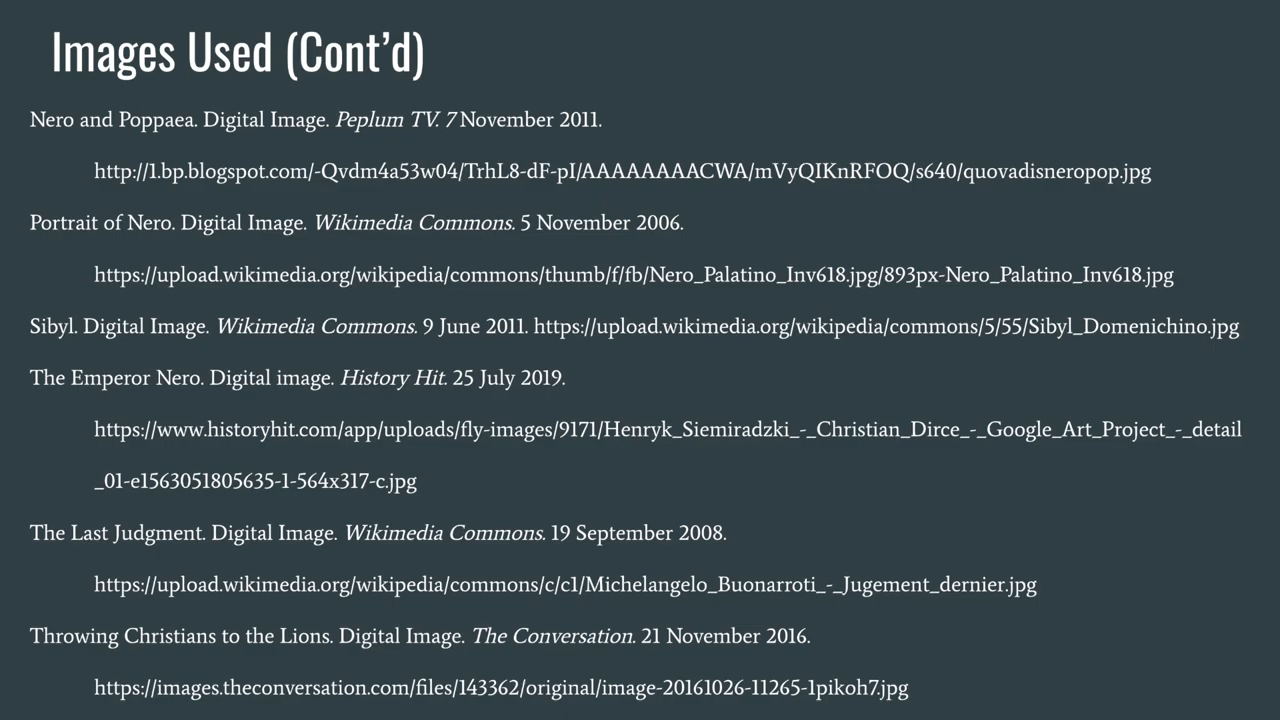 Images Used (Cont’d)
Nero and Poppaea. Digital Image. Peplum TV. 7 November 2011.
http://1.bp.blogspot.com/-Qvdm4a53w04/TrhL8-dF-pI/AAAAAAAACWA/mVyQIKnRFOQ/s640/quovadisneropop.jpg
Portrait of Nero. Digital Image. Wikimedia Commons. 5 November 2006.
https://upload.wikimedia.org/wikipedia/commons/thumb/f/fb/Nero_Palatino_Inv618.jpg/893px-Nero_Palatino_Inv618.jpg
Sibyl. Digital Image. Wikimedia Commons. 9 June 2011. https://upload.wikimedia.org/wikipedia/commons/5/55/Sibyl_Domenichino.jpg
The Emperor Nero. Digital image. History Hit. 25 July 2019.
https://www.historyhit.com/app/uploads/fly-images/9171/Henryk_Siemiradzki_-_Christian_Dirce_-_Google_Art_Project_-_detail
_01-e1563051805635-1-564x317-c.jpg
The Last Judgment. Digital Image. Wikimedia Commons. 19 September 2008.
https://upload.wikimedia.org/wikipedia/commons/c/c1/Michelangelo_Buonarroti_-_Jugement_dernier.jpg
Throwing Christians to the Lions. Digital Image. The Conversation. 21 November 2016.
https://images.theconversation.com/files/143362/original/image-20161026-11265-1pikoh7.jpg